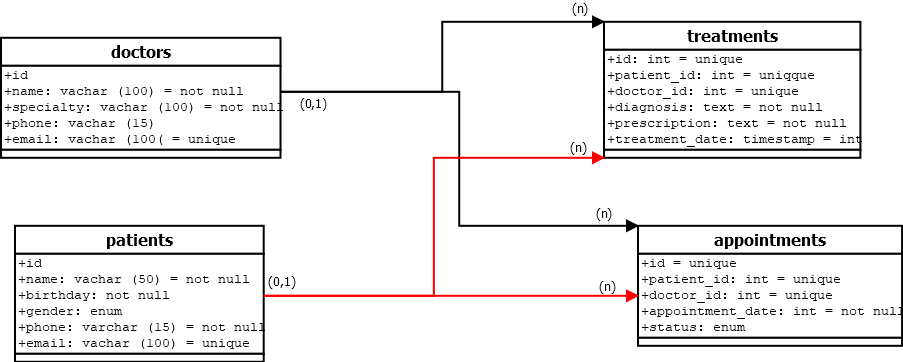 doctors
+id
+name: vachar (100) = not null
+specialty: vachar (100) = not null
+phone: vachar (15)
+email: vachar (100( = unique
(0,1)
(n)
treatments
+id: int = unique
+patient_id: int = uniqque
+doctor_id: int = unique
+diagnosis: text = not null
+prescription: text = not null
+treatment_date: timestamp = int
(n)
patients
+id
+name: vachar (50) = not null
+birthday: not null
+gender: enum
+phone: varchar (15) = not null
+email: vachar (100) = unique
(0,1)
(n)
(n)
appointments
+id = unique
+patient_id: int = unique
+doctor_id: int = unique
+appointment_date: int = not null
+status: enum